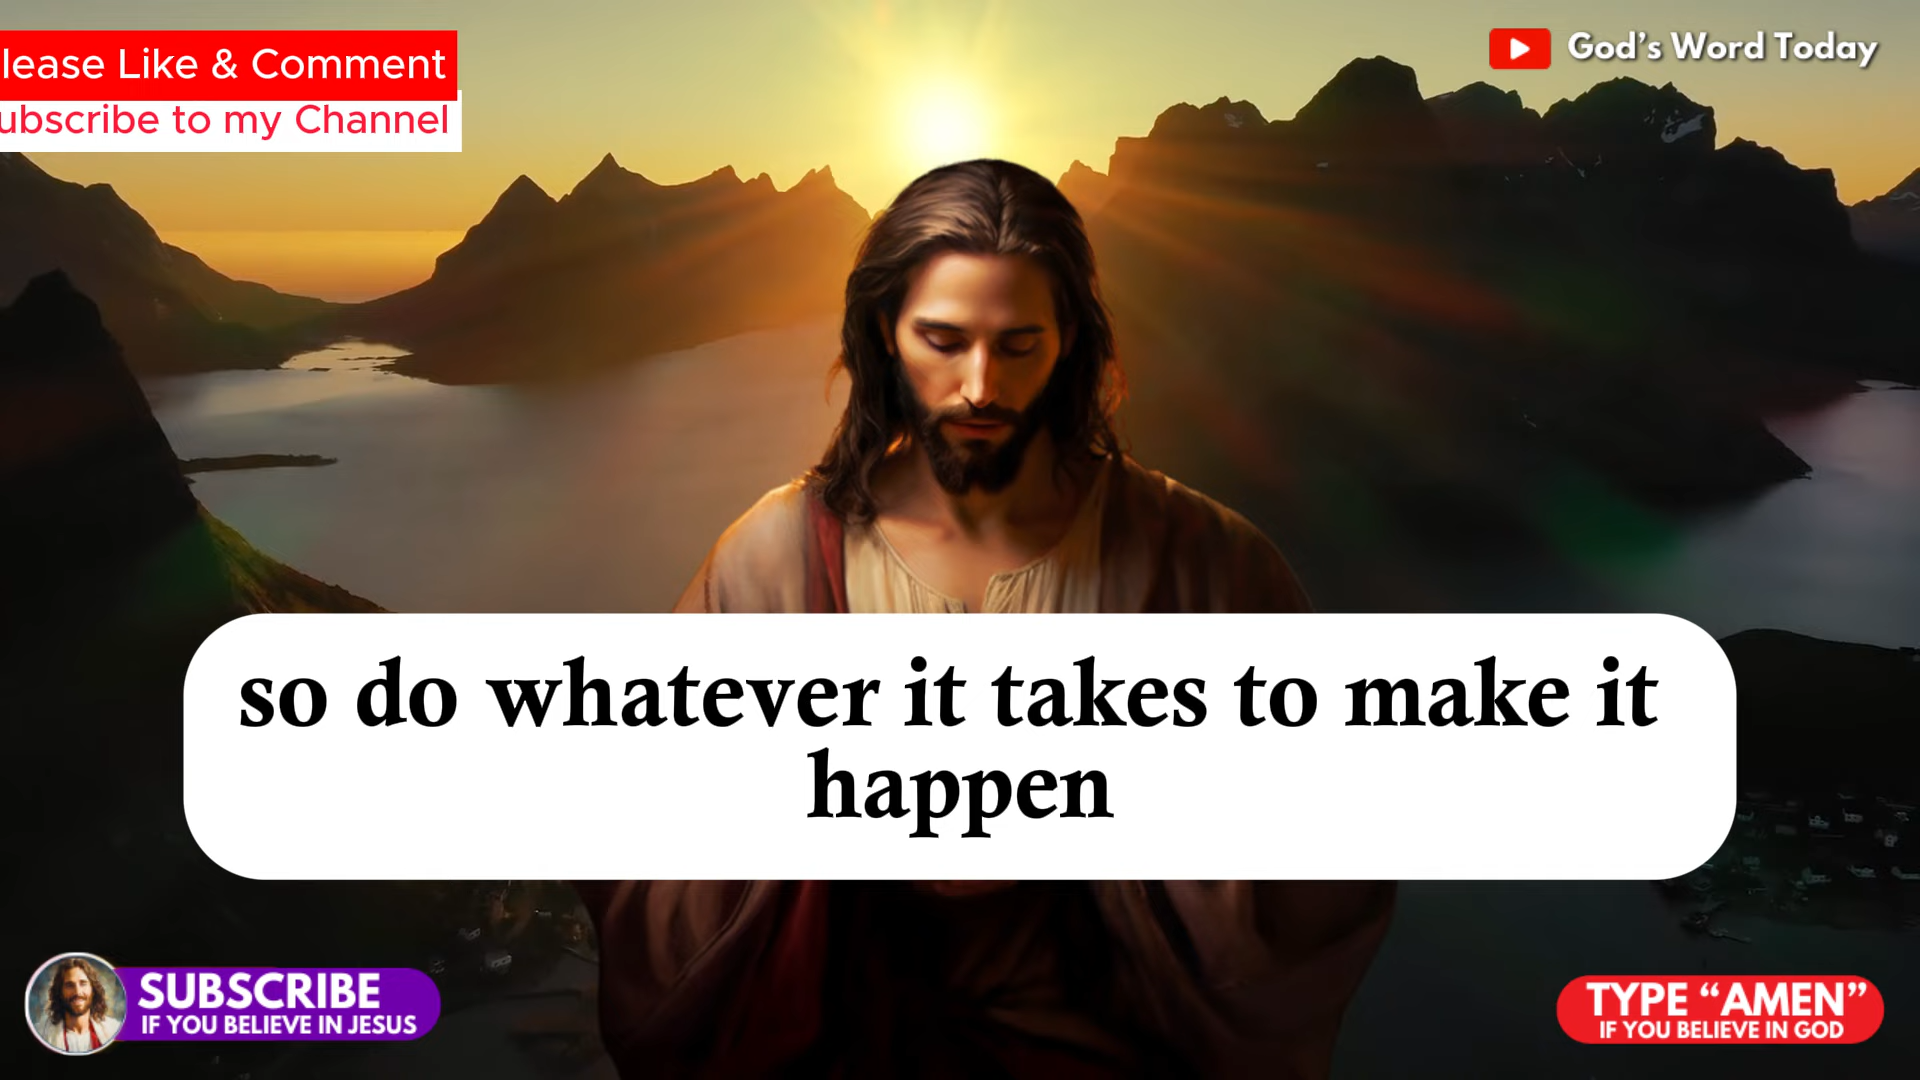 lease Like & Comment
ubscribe to my Channel
God's Word Today
so do whatever it takes to make it
happen
SUBSCRIBE
IF YOU BELIEVE IN JESUS
TYPE “AMEN”
IF YOU BELIEVE IN GOD